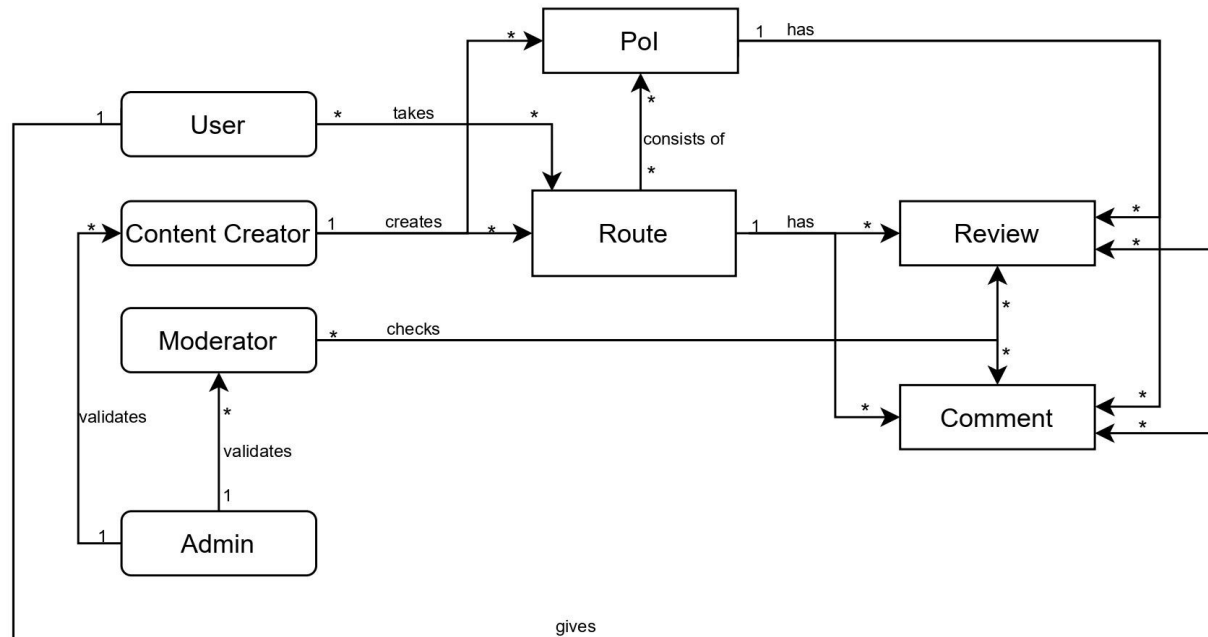 PoI
1 has
*
User
1
* takes *
consists of
*
*
Content Creator
*
1 creates *
Route
1 has *
Review
*
*
Moderator
* checks
*
*
validates
*
validates
1
Comment
*
*
*
Admin
1
gives